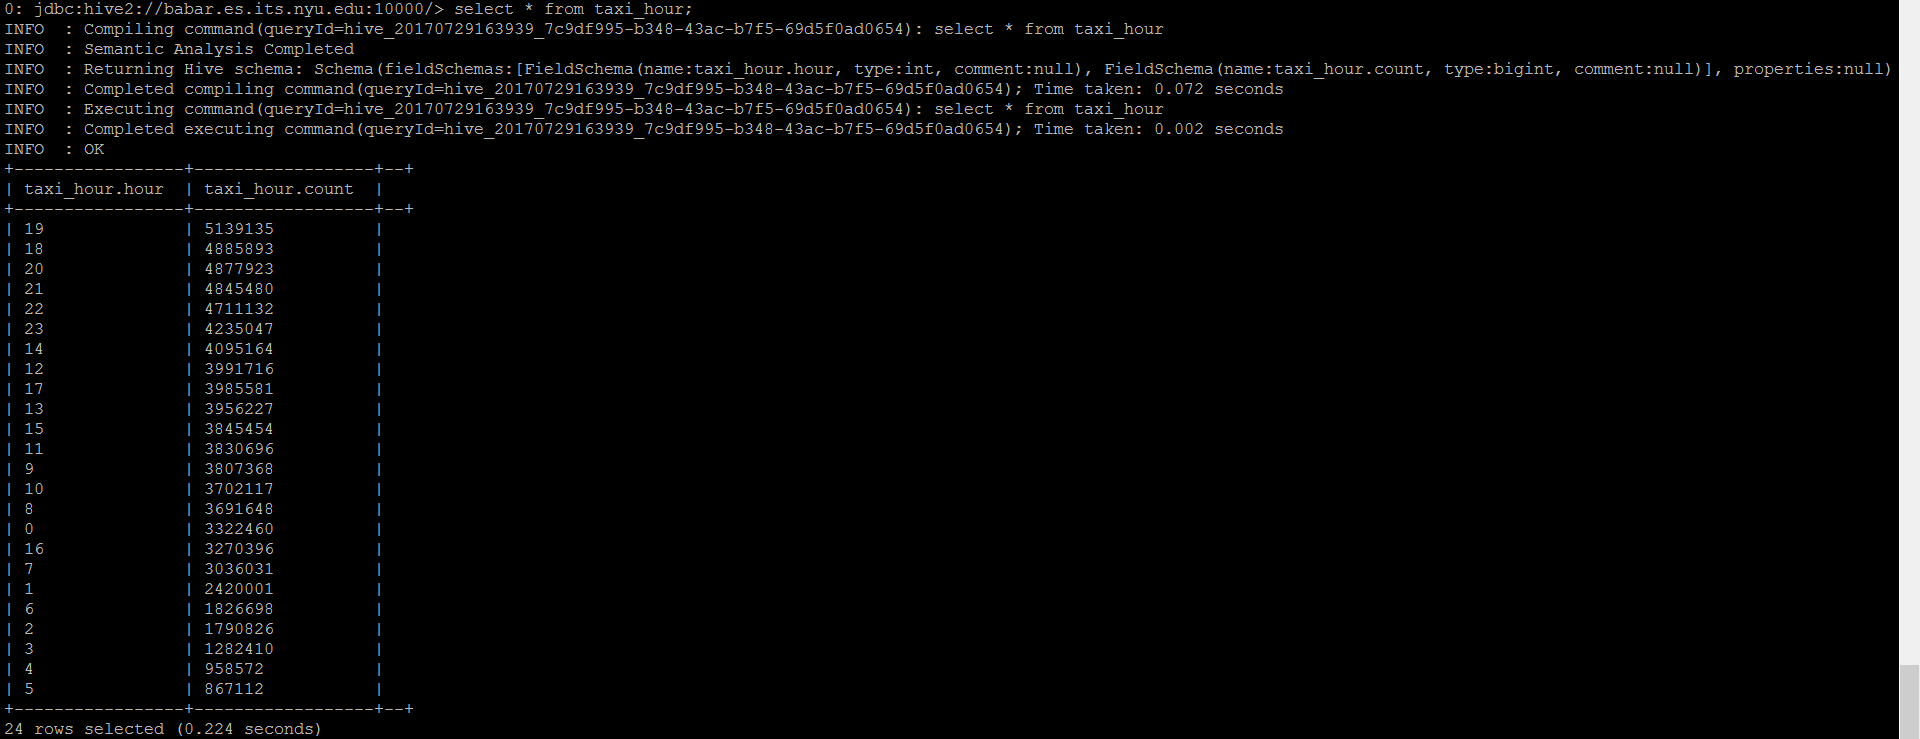 0: jdbc:hive2://babar.es.its.nyu.edu:10000/> select * from taxi_hour;
INFO  : Compiling command(queryId=hive_20170729163939_7c9df995-b348-43ac-b7f5-69d5f0ad0654): select * from taxi_hour
INFO  : Semantic Analysis Completed
INFO  : Returning Hive schema: Schema(fieldSchemas:[FieldSchema(name:taxi_hour.hour, type:int, comment:null), FieldSchema(name:taxi_hour.count, type:bigint, comment:null)], properties:null)
INFO  : Completed compiling command(queryId=hive_20170729163939_7c9df995-b348-43ac-b7f5-69d5f0ad0654); Time taken: 0.072 seconds
INFO  : Executing command(queryId=hive_20170729163939_7c9df995-b348-43ac-b7f5-69d5f0ad0654): select * from taxi_hour
INFO  : Completed executing command(queryId=hive_20170729163939_7c9df995-b348-43ac-b7f5-69d5f0ad0654); Time taken: 0.002 seconds
INFO  : OK
+-----------------+------------------+--+
| taxi_hour.hour  | taxi_hour.count  |
+-----------------+------------------+--+
| 19              | 5139135          |
| 18              | 4885893          |
| 20              | 4877923          |
| 21              | 4845480          |
| 22              | 4711132          |
| 23              | 4235047          |
| 14              | 4095164          |
| 12              | 3991716          |
| 17              | 3985581          |
| 13              | 3956227          |
| 15              | 3845454          |
| 11              | 3830696          |
| 9               | 3807368          |
| 10              | 3702117          |
| 8               | 3691648          |
| 0               | 3322460          |
| 16              | 3270396          |
| 7               | 3036031          |
| 1               | 2420001          |
| 6               | 1826698          |
| 2               | 1790826          |
| 3               | 1282410          |
| 4               | 958572           |
| 5               | 867112           |
+-----------------+------------------+--+
24 rows selected (0.224 seconds)